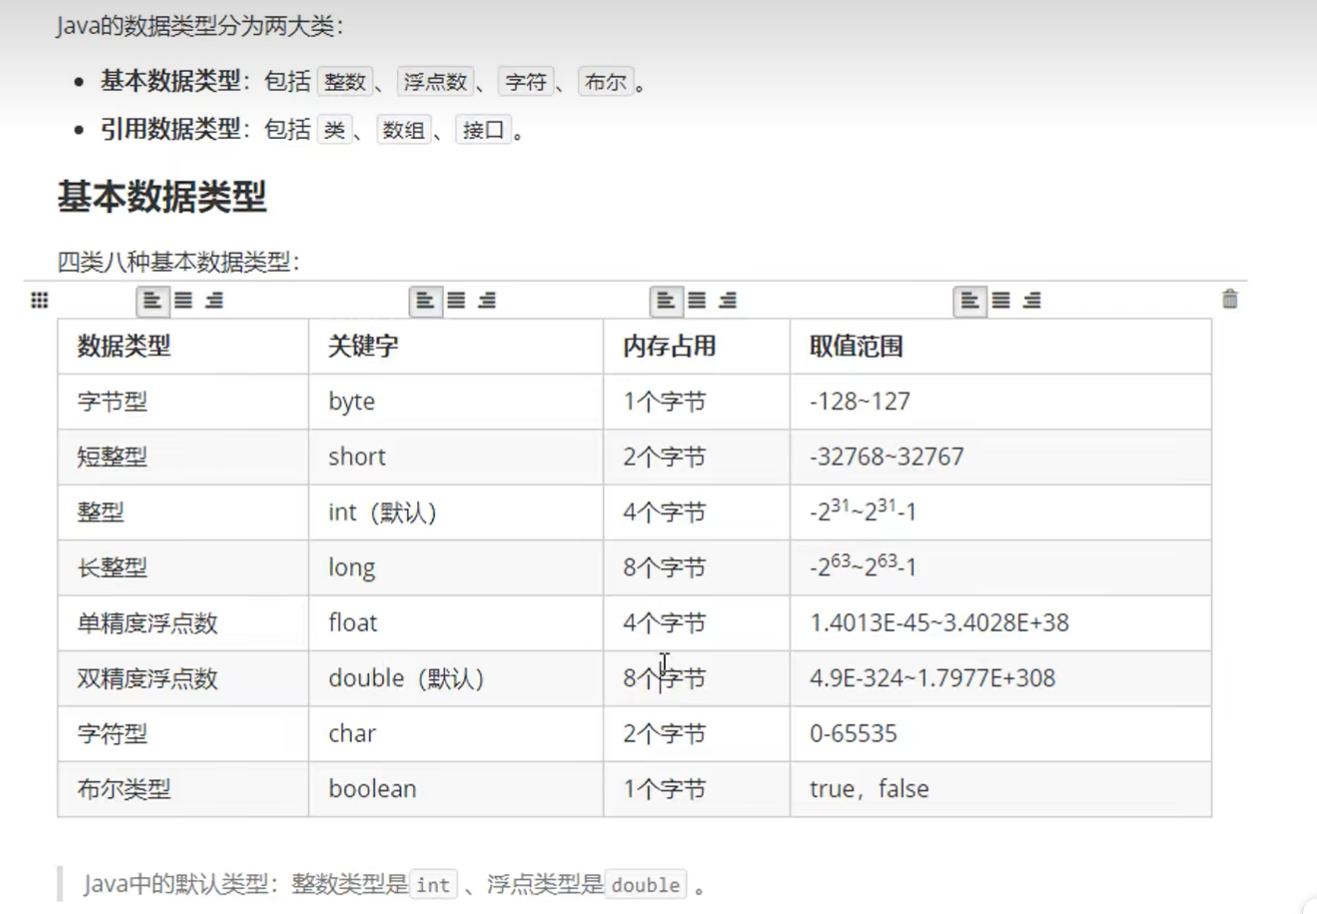 Java的数据类型分为两大类：
• 基本数据类型：包括 整数、浮点数、字符、布尔。
• 引用数据类型：包括 类、数组、接口。
基本数据类型
四类八种基本数据类型：
数据类型 关键字 内存占用 取值范围
字节型 byte 1个字节 -128~127
短整型 short 2个字节 -32768~32767
整型 int（默认） 4个字节 -2³¹~2³¹-1
长整型 long 8个字节 -2⁶³~2⁶³-1
单精度浮点数 float 4个字节 1.4013E-45~3.4028E+38
双精度浮点数 double（默认） 8个字节 4.9E-324~1.7977E+308
字符型 char 2个字节 0-65535
布尔类型 boolean 1个字节 true，false
Java中的默认类型：整数类型是 int 、浮点类型是 double 。